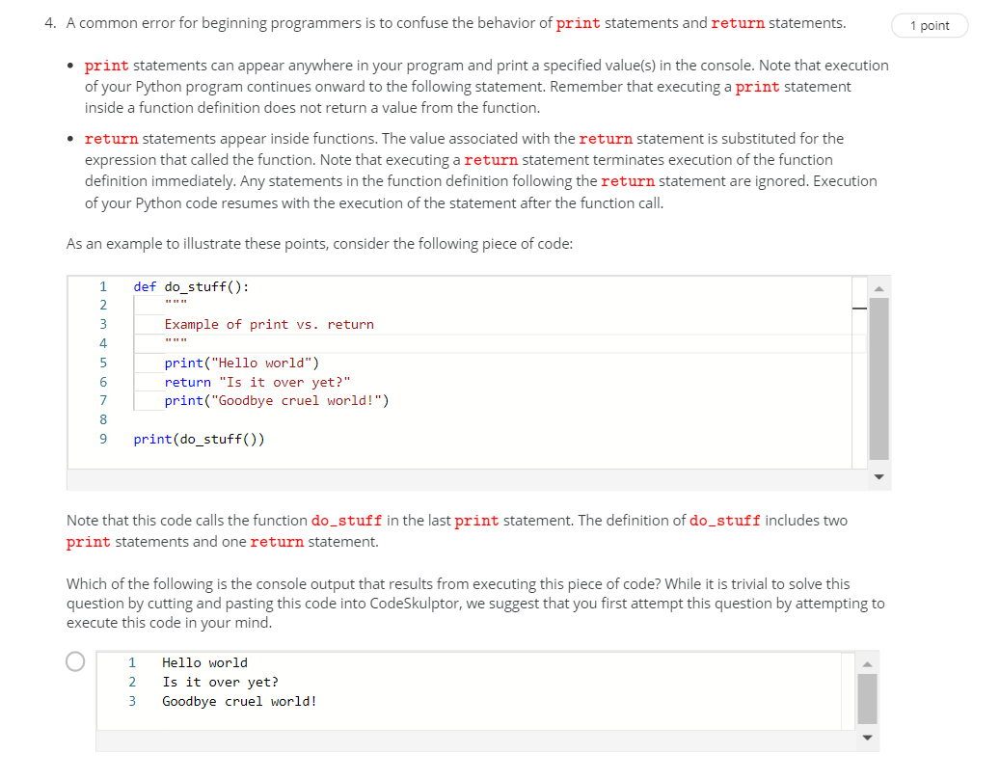 4. A common error for beginning programmers is to confuse the behavior of print statements and return statements.
1 point
• print statements can appear anywhere in your program and print a specified value(s) in the console. Note that execution
of your Python program continues onward to the following statement. Remember that executing a print statement
inside a function definition does not return a value from the function.
• return statements appear inside functions. The value associated with the return statement is substituted for the
expression that called the function. Note that executing a return statement terminates execution of the function
definition immediately. Any statements in the function definition following the return statement are ignored. Execution
of your Python code resumes with the execution of the statement after the function call.
As an example to illustrate these points, consider the following piece of code:
1 def do_stuff():
2     """
3     Example of print vs. return
4     """
5     print("Hello world")
6     return "Is it over yet?"
7     print("Goodbye cruel world!")
8
9 print(do_stuff())
Note that this code calls the function do_stuff in the last print statement. The definition of do_stuff includes two
print statements and one return statement.
Which of the following is the console output that results from executing this piece of code? While it is trivial to solve this
question by cutting and pasting this code into CodeSkulptor, we suggest that you first attempt this question by attempting to
execute this code in your mind.
1 Hello world
2 Is it over yet?
3 Goodbye cruel world!